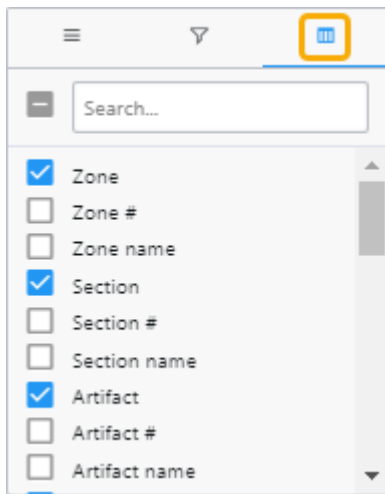 Search...
Zone
Zone #
Zone name
Section
Section #
Section name
Artifact
Artifact #
Artifact name